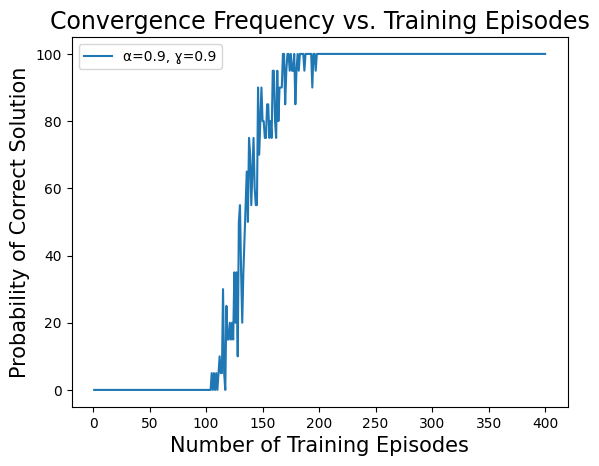 Convergence Frequency vs. Training Episodes
α=0.9, ɣ=0.9
Probability of Correct Solution
100
80
60
40
20
0
0 50 100 150 200 250 300 350 400
Number of Training Episodes